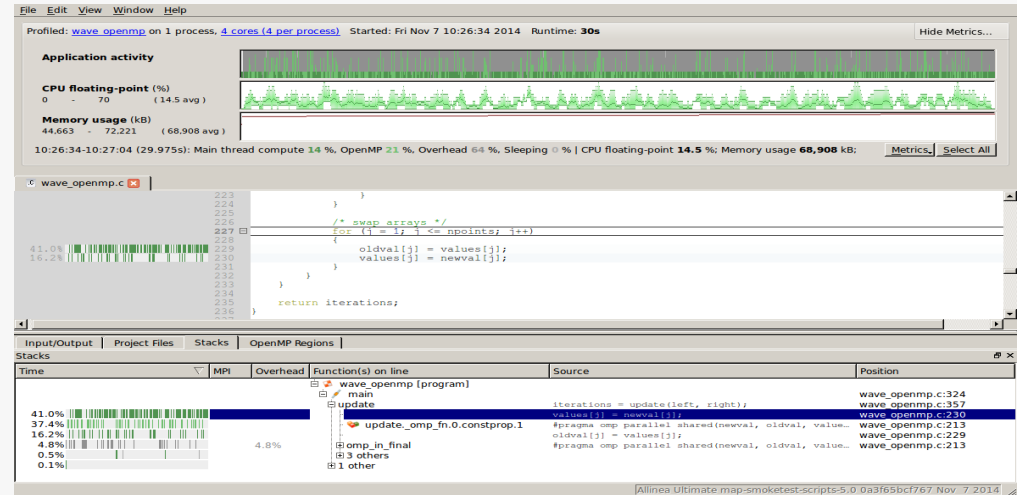 File Edit View Window Help
Profiled: wave_openmp on 1 process, 4 cores (4 per process) Started: Fri Nov 7 10:26:34 2014 Runtime: 30s Hide Metrics...
Application activity
CPU floating-point (%)
0 - 70 (14.5 avg )
Memory usage (kB)
44,663 - 72,221 ( 68,908 avg )
10:26:34-10:27:04 (29.975s): Main thread compute 14 %, OpenMP 21 %, Overhead 64 %, Sleeping 0 % | CPU floating-point 14.5 %; Memory usage 68,908 kB; Metrics Select All
wave_openmp.c
223 }
224 }
225
226 /* swap arrays */
227 for (j = 1; j <= npoints; j++)
228 {
41.0% 229 oldval[j] = values[j];
16.2% 230 values[j] = newval[j];
231 }
232 }
233 }
234
235 return iterations;
236 }
Input/Output Project Files Stacks OpenMP Regions
Stacks
Time MPI Overhead Function(s) on line Source Position
wave_openmp [program]
main wave_openmp.c:324
update iterations = update(left, right); wave_openmp.c:357
41.0% values[j] = newval[j]; wave_openmp.c:230
37.4% update._omp_fn.0.constprop.1 #pragma omp parallel shared(newval, oldval, value... wave_openmp.c:213
16.2% oldval[j] = values[j]; wave_openmp.c:229
4.8% 4.8% omp_in_final #pragma omp parallel shared(newval, oldval, value... wave_openmp.c:213
0.5% 3 others
0.1% 1 other
Allinea Ultimate map-smoketest-scripts-5.0 0a3f65bcf767 Nov 7 2014